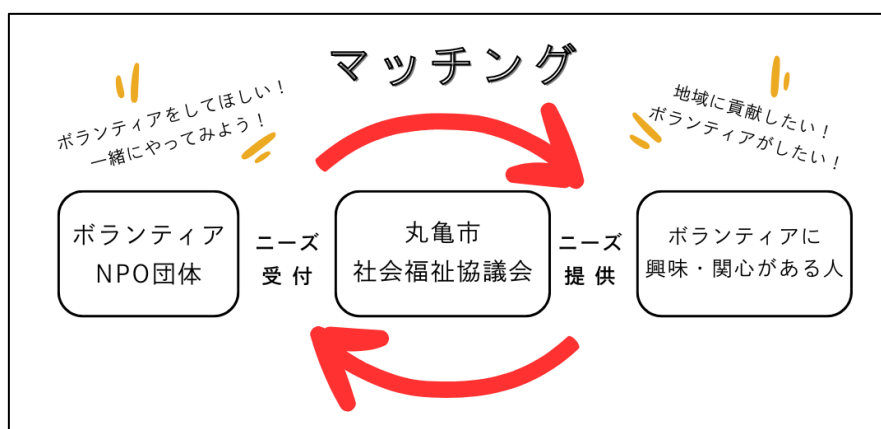 マッチング
ボランティアをしてほしい！
一緒にやってみよう！
地域に貢献したい！
ボランティアがしたい！
ボランティア
NPO団体
ニーズ
受付
丸亀市
社会福祉協議会
ニーズ
提供
ボランティアに
興味・関心がある人